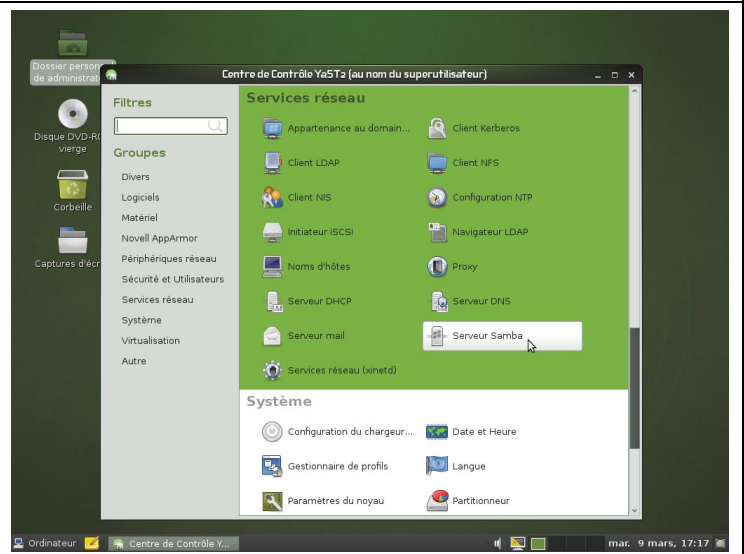 Dossier person
de administrat
Disque DVD-R
vierge
Corbeille
Captures d'écr
Centre de Contrôle YaST2 (au nom du superutilisateur)
Filtres
Groupes
Divers
Logiciels
Matériel
Novell AppArmor
Périphériques réseau
Sécurité et Utilisateurs
Services réseau
Système
Virtualisation
Autre
Services réseau
Appartenance au domain...
Client Kerberos
Client LDAP
Client NFS
Client NIS
Configuration NTP
Initiateur iSCSI
Navigateur LDAP
Noms d'hôtes
Proxy
Serveur DHCP
Serveur DNS
Serveur mail
Serveur Samba
Services réseau (xinetd)
Système
Configuration du chargeur...
Date et Heure
Gestionnaire de profils
Langue
Paramètres du noyau
Partitionneur
Ordinateur
Centre de Contrôle Y...
mar. 9 mars, 17:17